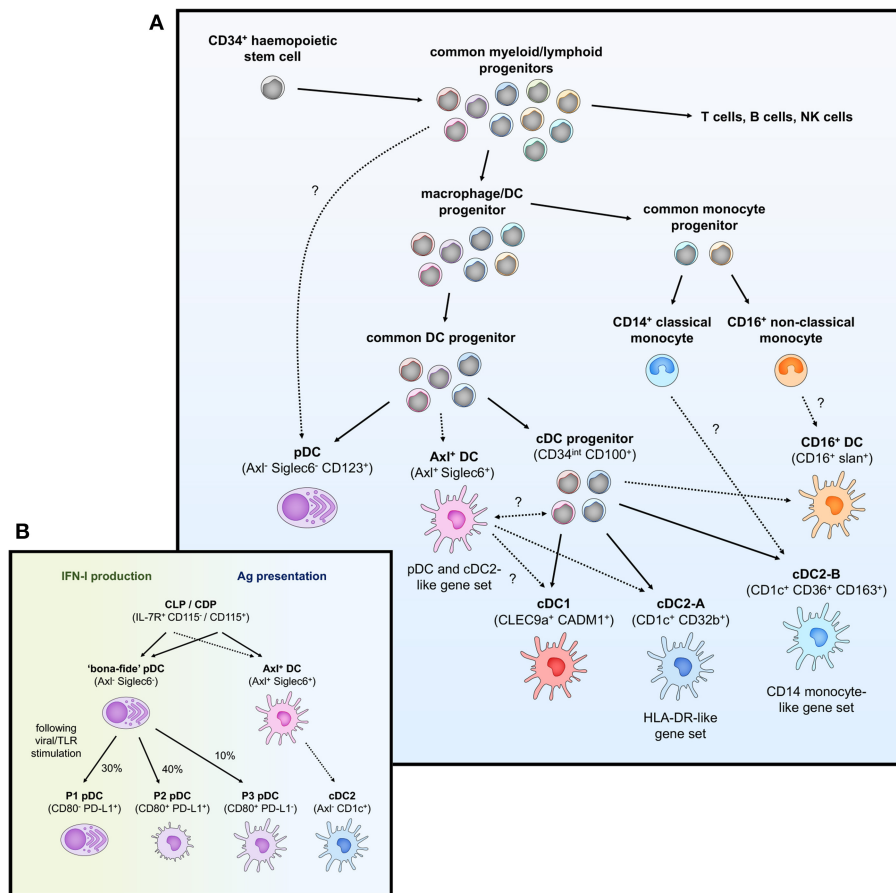 A
CD34⁺ haemopoietic
stem cell
common myeloid/lymphoid
progenitors
T cells, B cells, NK cells
?
macrophage/DC
progenitor
common monocyte
progenitor
common DC progenitor
CD14⁺ classical
monocyte
CD16⁺ non-classical
monocyte
?
?
pDC
(Axl⁻ Siglec6⁻ CD123⁺)
Axl⁺ DC
(Axl⁺ Siglec6⁺)
cDC progenitor
(CD34ⁱⁿᵗ CD100⁺)
CD16⁺ DC
(CD16⁺ slan⁺)
?
pDC and cDC2-
like gene set
?
cDC1
(CLEC9a⁺ CADM1⁺)
cDC2-A
(CD1c⁺ CD32b⁺)
HLA-DR-like
gene set
cDC2-B
(CD1c⁺ CD36⁺ CD163⁺)
CD14 monocyte-
like gene set
B
IFN-I production
Ag presentation
CLP / CDP
(IL-7R⁺ CD115⁻ / CD115⁺)
'bona-fide' pDC
(Axl⁻ Siglec6⁻)
Axl⁺ DC
(Axl⁺ Siglec6⁺)
following
viral/TLR
stimulation
30%
40%
10%
P1 pDC
(CD80⁻ PD-L1⁺)
P2 pDC
(CD80⁺ PD-L1⁺)
P3 pDC
(CD80⁺ PD-L1⁻)
cDC2
(Axl⁻ CD1c⁺)